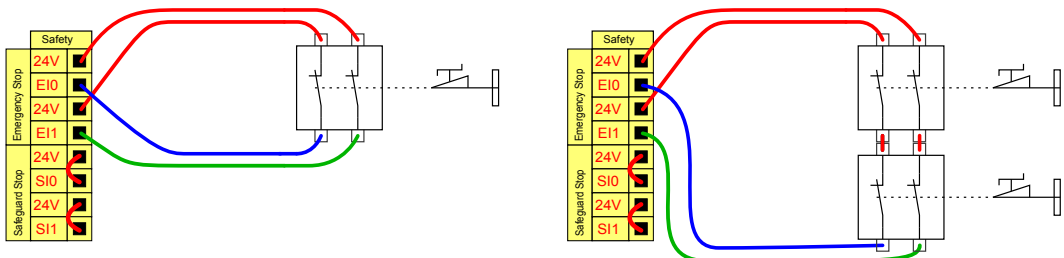 Safety
Emergency Stop
24V
EI0
24V
EI1
Safeguard Stop
24V
SI0
24V
SI1
Safety
Emergency Stop
24V
EI0
24V
EI1
Safeguard Stop
24V
SI0
24V
SI1